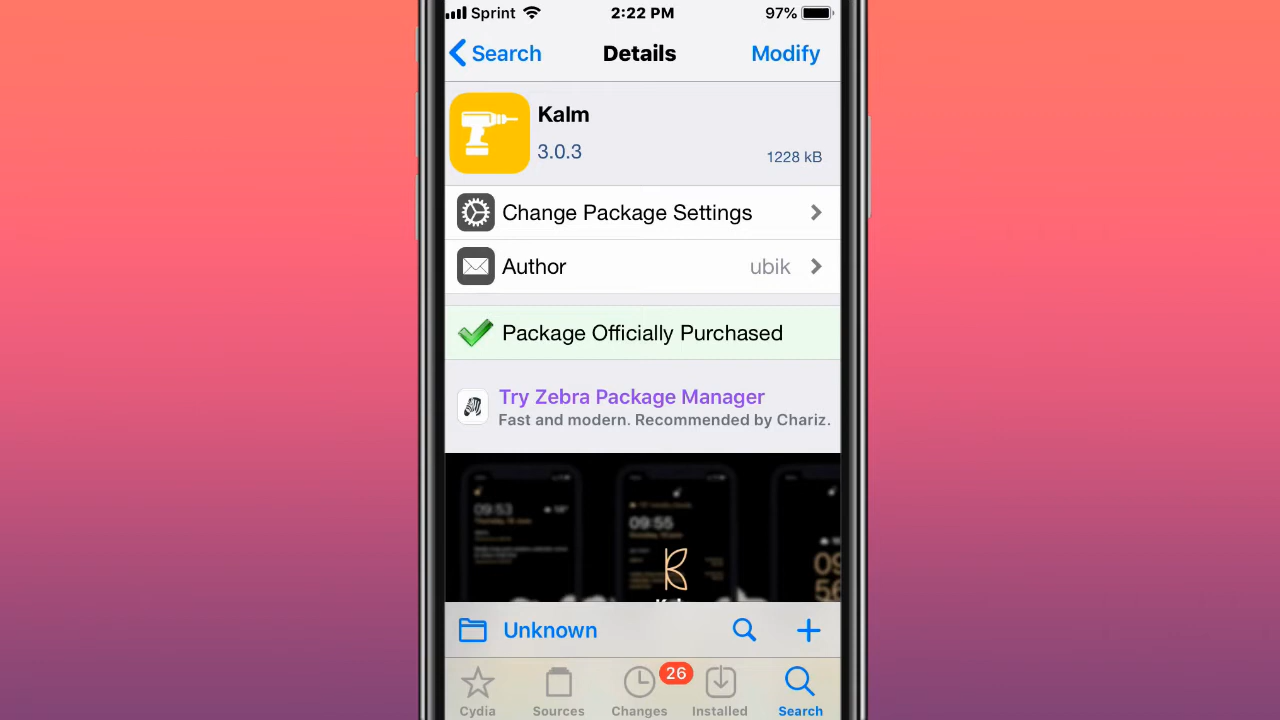 Sprint 2:22 PM 97%
Search Details Modify
Kalm
3.0.3 1228 kB
Change Package Settings
Author ubik
Package Officially Purchased
Try Zebra Package Manager
Fast and modern. Recommended by Chariz.
09:53
09:55
Unknown
26
Cydia Sources Changes Installed Search